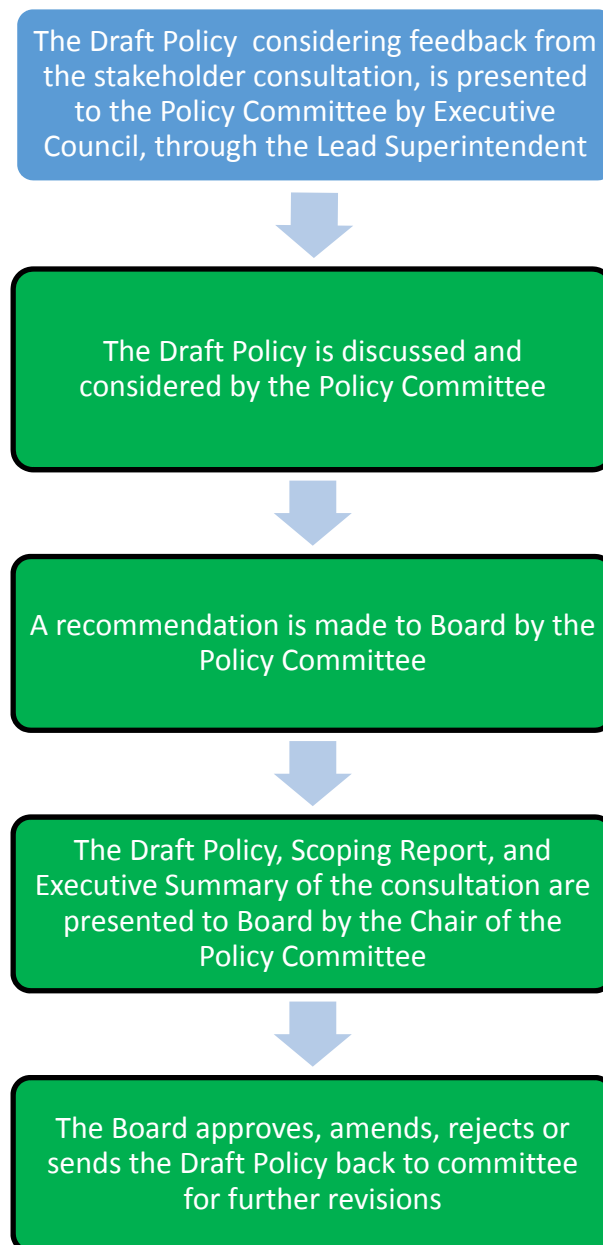 The Draft Policy  considering feedback from
the stakeholder consultation, is presented
to the Policy Committee by Executive
Council, through the Lead Superintendent
The Draft Policy is discussed and
considered by the Policy Committee
A recommendation is made to Board by the
Policy Committee
The Draft Policy, Scoping Report, and
Executive Summary of the consultation are
presented to Board by the Chair of the
Policy Committee
The Board approves, amends, rejects or
sends the Draft Policy back to committee
for further revisions